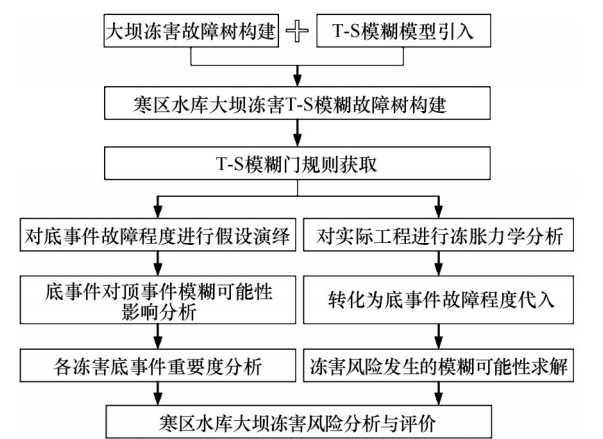 大坝冻害故障树构建
T-S模糊模型引入
寒区水库大坝冻害T-S模糊故障树构建
T-S模糊门规则获取
对底事件故障程度进行假设演绎
对实际工程进行冻胀力学分析
底事件对顶事件模糊可能性
影响分析
转化为底事件故障程度代入
各冻害底事件重要度分析
冻害风险发生的模糊可能性求解
寒区水库大坝冻害风险分析与评价